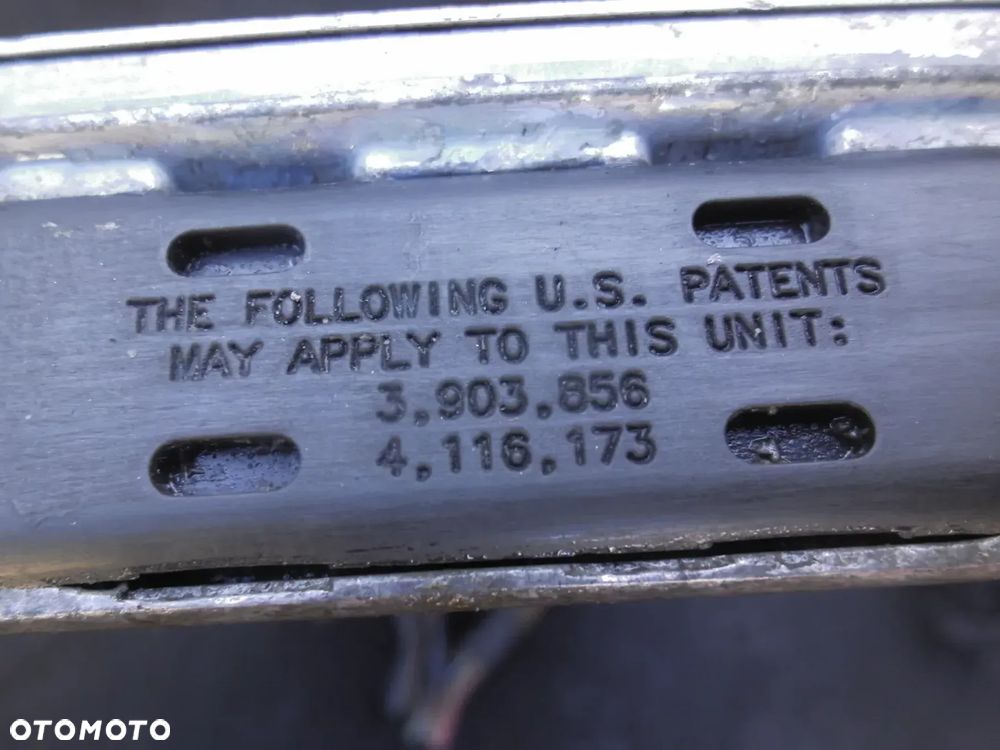 THE FOLLOWING U.S. PATENTS
MAY APPLY TO THIS UNIT:
3,903,856
4,116,173
OTOMOTO